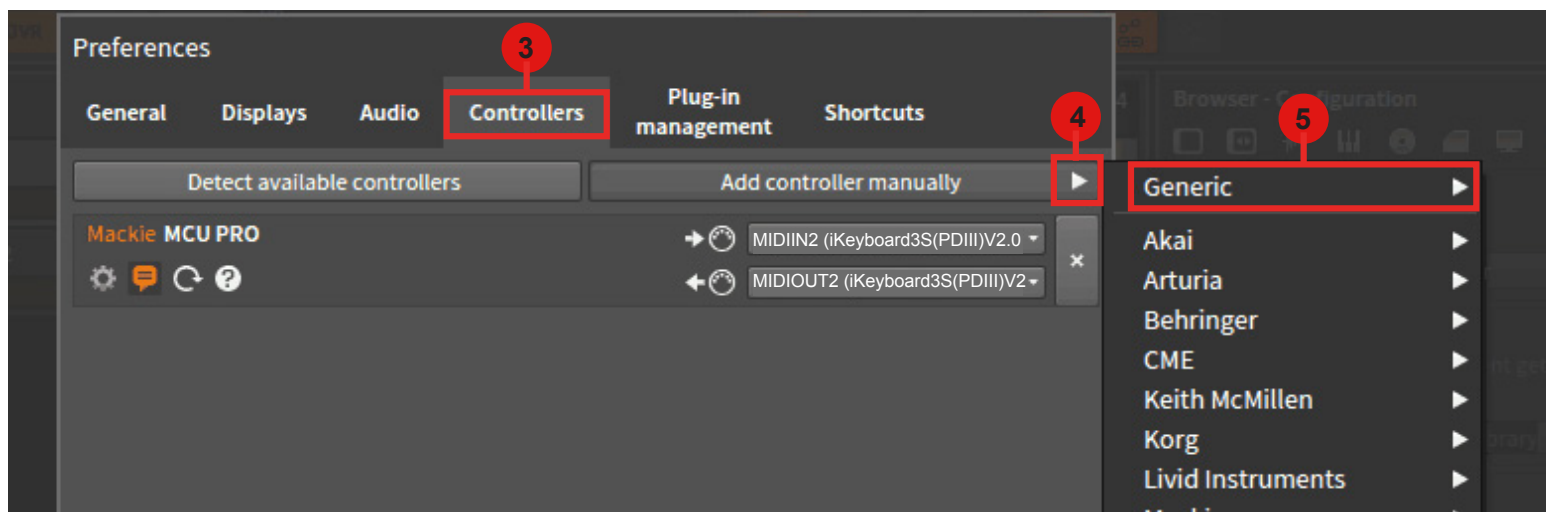 Preferences
3
General Displays Audio Controllers Plug-in management Shortcuts
4
Browser - Configuration
5
Detect available controllers
Add controller manually
Generic
Mackie MCU PRO
MIDIIN2 (iKeyboard3S(PDIII)V2.0
MIDIOUT2 (iKeyboard3S(PDIII)V2
Akai
Arturia
Behringer
CME
Keith McMillen
Korg
Livid Instruments